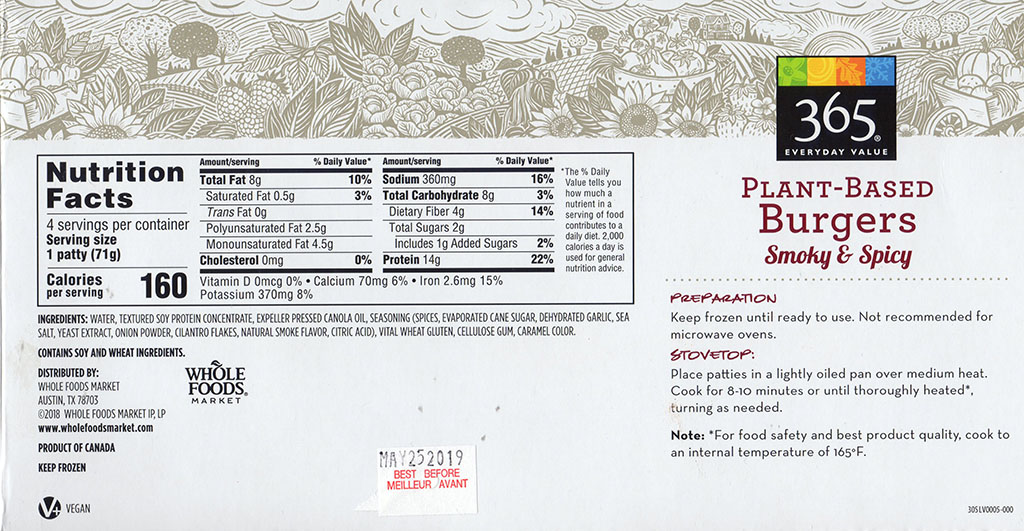 Nutrition
Facts
4 servings per container
Serving size
1 patty (71g)
Calories
per serving 160
Amount/serving % Daily Value*
Total Fat 8g 10%
Saturated Fat 0.5g 3%
Trans Fat 0g
Polyunsaturated Fat 2.5g
Monounsaturated Fat 4.5g
Cholesterol 0mg 0%
Amount/serving % Daily Value*
Sodium 360mg 16%
Total Carbohydrate 8g 3%
Dietary Fiber 4g 14%
Total Sugars 2g
Includes 1g Added Sugars 2%
Protein 14g 22%
Vitamin D 0mcg 0% • Calcium 70mg 6% • Iron 2.6mg 15%
Potassium 370mg 8%
*The % Daily
Value tells you
how much a
nutrient in a
serving of food
contributes to a
daily diet. 2,000
calories a day is
used for general
nutrition advice.
INGREDIENTS: WATER, TEXTURED SOY PROTEIN CONCENTRATE, EXPELLER PRESSED CANOLA OIL, SEASONING (SPICES, EVAPORATED CANE SUGAR, DEHYDRATED GARLIC, SEA
SALT, YEAST EXTRACT, ONION POWDER, CILANTRO FLAKES, NATURAL SMOKE FLAVOR, CITRIC ACID), VITAL WHEAT GLUTEN, CELLULOSE GUM, CARAMEL COLOR.
CONTAINS SOY AND WHEAT INGREDIENTS.
DISTRIBUTED BY:
WHOLE FOODS MARKET
AUSTIN, TX 78703
©2018 WHOLE FOODS MARKET IP, LP
www.wholefoodsmarket.com
PRODUCT OF CANADA
KEEP FROZEN
V+ VEGAN
WHOLE
FOODS®
MARKET
MAY252019
BEST BEFORE
MEILLEUR AVANT
365®
EVERYDAY VALUE
PLANT-BASED
Burgers
Smoky & Spicy
PREPARATION
Keep frozen until ready to use. Not recommended for
microwave ovens.
STOVETOP:
Place patties in a lightly oiled pan over medium heat.
Cook for 8-10 minutes or until thoroughly heated*,
turning as needed.
Note: *For food safety and best product quality, cook to
an internal temperature of 165°F.
305LV0005-000